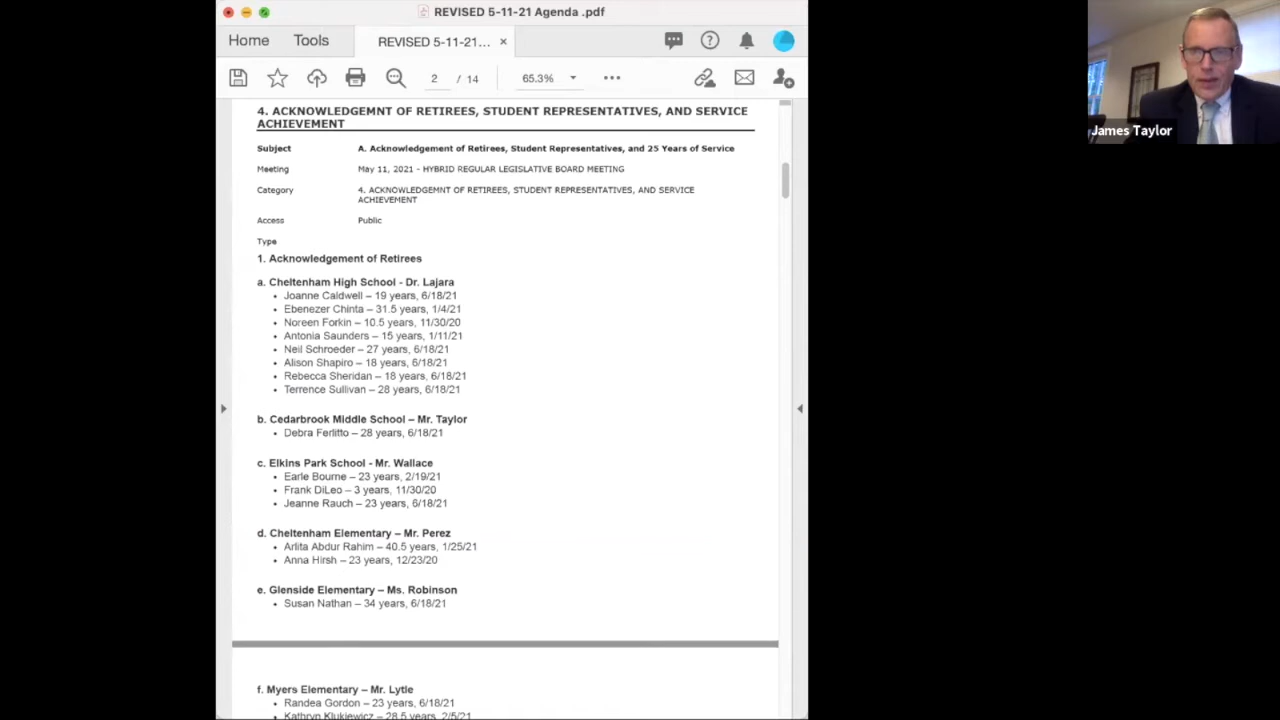 REVISED 5-11-21 Agenda .pdf
Home Tools REVISED 5-11-21... ×
2 / 14 65.3%
4. ACKNOWLEDGEMNT OF RETIREES, STUDENT REPRESENTATIVES, AND SERVICE
ACHIEVEMENT
Subject A. Acknowledgement of Retirees, Student Representatives, and 25 Years of Service
Meeting May 11, 2021 - HYBRID REGULAR LEGISLATIVE BOARD MEETING
Category 4. ACKNOWLEDGEMNT OF RETIREES, STUDENT REPRESENTATIVES, AND SERVICE
ACHIEVEMENT
Access Public
Type
1. Acknowledgement of Retirees
a. Cheltenham High School - Dr. Lajara
• Joanne Caldwell – 19 years, 6/18/21
• Ebenezer Chinta – 31.5 years, 1/4/21
• Noreen Forkin – 10.5 years, 11/30/20
• Antonia Saunders – 15 years, 1/11/21
• Neil Schroeder – 27 years, 6/18/21
• Alison Shapiro – 18 years, 6/18/21
• Rebecca Sheridan – 18 years, 6/18/21
• Terrence Sullivan – 28 years, 6/18/21
b. Cedarbrook Middle School – Mr. Taylor
• Debra Ferlitto – 28 years, 6/18/21
c. Elkins Park School - Mr. Wallace
• Earle Bourne – 23 years, 2/19/21
• Frank DiLeo – 3 years, 11/30/20
• Jeanne Rauch – 23 years, 6/18/21
d. Cheltenham Elementary – Mr. Perez
• Arlita Abdur Rahim – 40.5 years, 1/25/21
• Anna Hirsh – 23 years, 12/23/20
e. Glenside Elementary – Ms. Robinson
• Susan Nathan – 34 years, 6/18/21
f. Myers Elementary – Mr. Lytle
• Randea Gordon – 23 years, 6/18/21
• Kathryn Klukiewicz – 28.5 years, 2/5/21
James Taylor